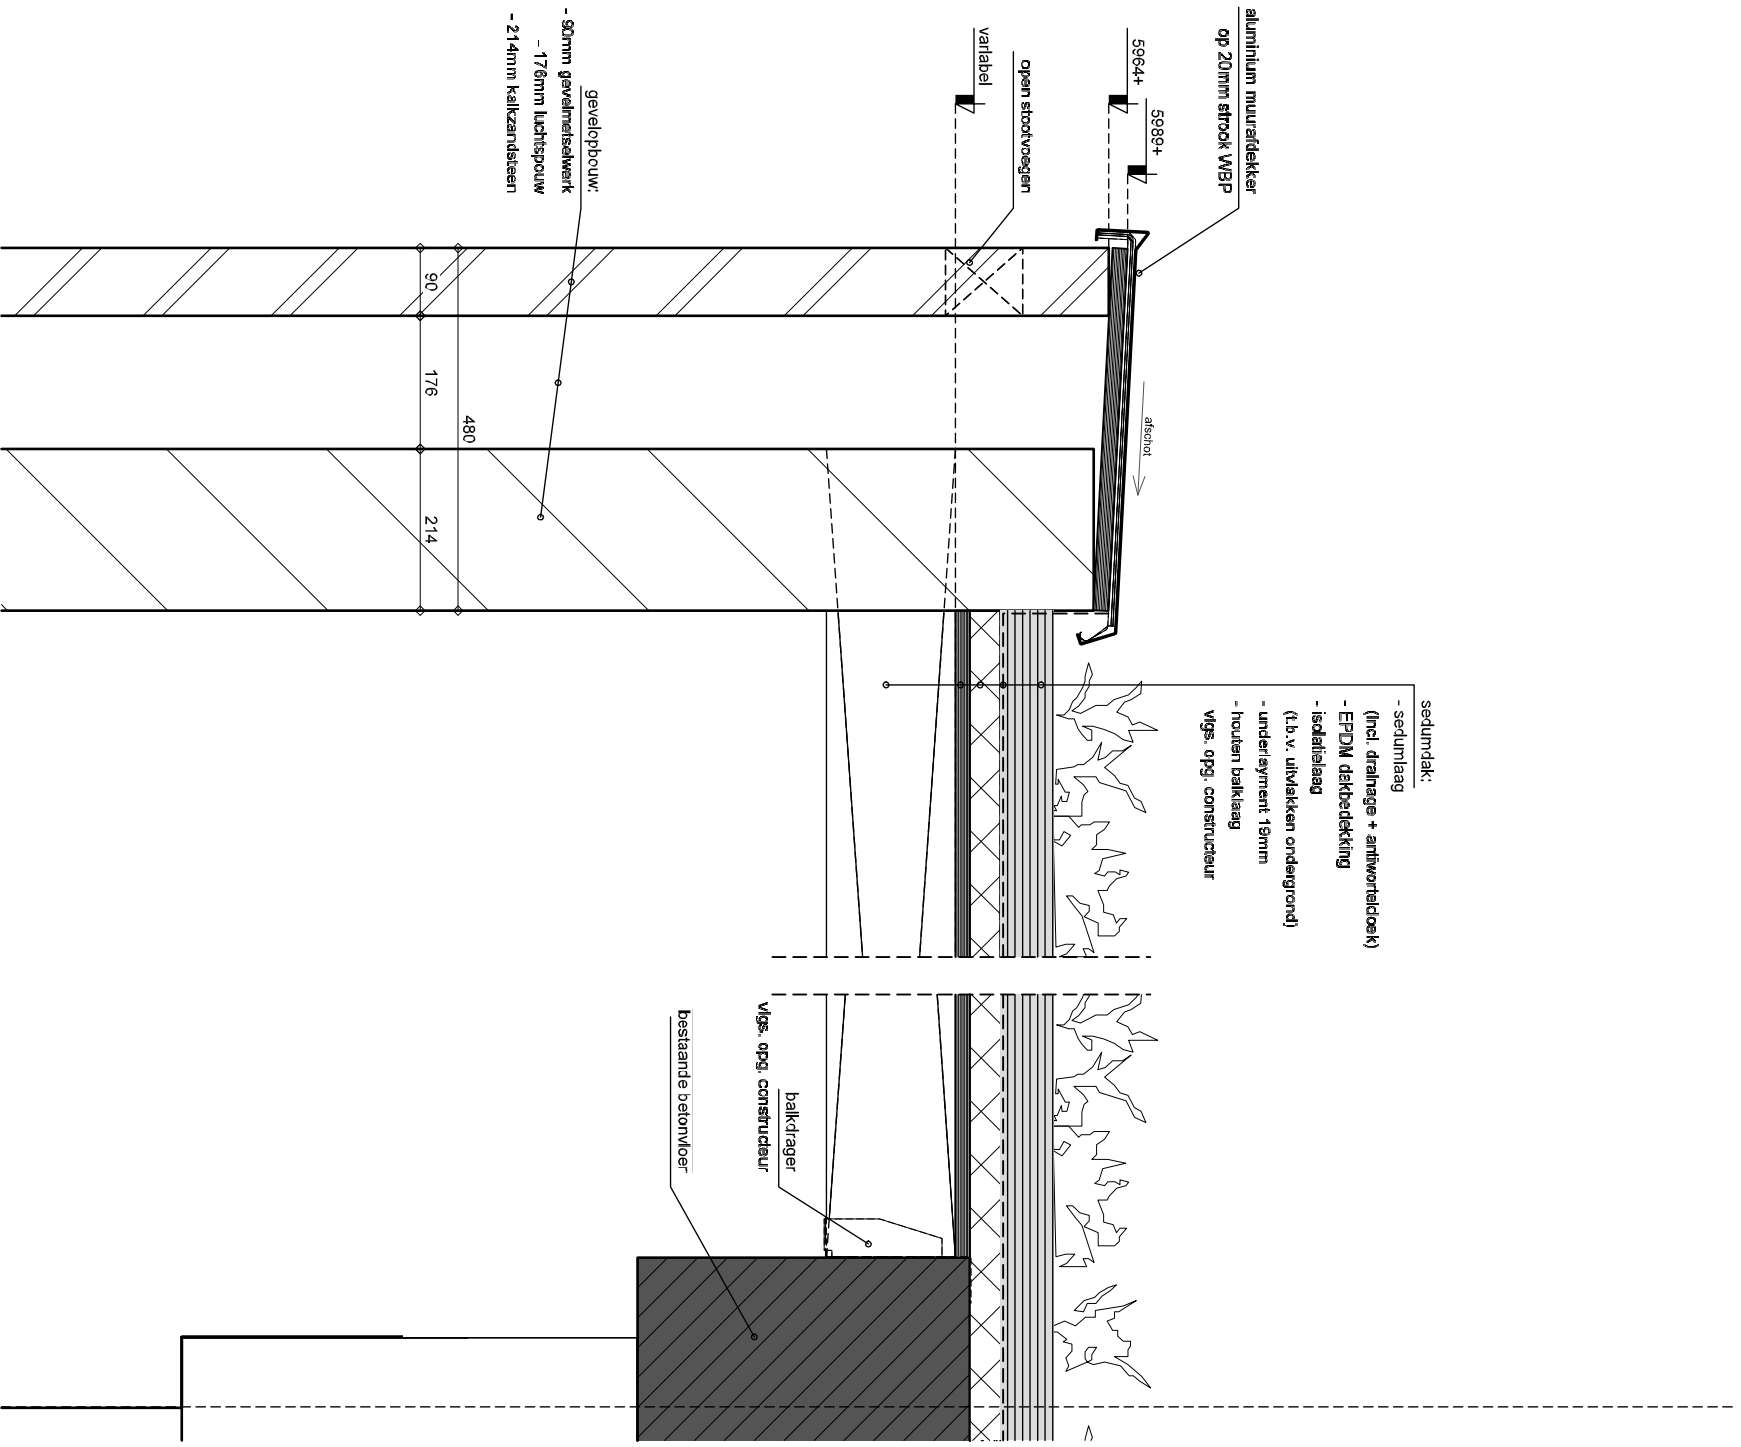 aluminium muurafdekker
op 20mm strook WBP
5989+
5964+
open stootvoegen
variabel
gevelopbouw:
- 90mm gevelmetselwerk
- 176mm luchtspouw
- 214mm kalkzandsteen
90
176
214
480
afschot
sedumdak:
- sedumlaag
(incl. drainage + antiworteldoek)
- EPDM dakbedekking
- isolatielaag
(t.b.v. uitvlakken ondergrond)
- underlayment 19mm
- houten balklaag
vlgs. opg. constructeur
balkdrager
vlgs. opg. constructeur
bestaande betonvloer